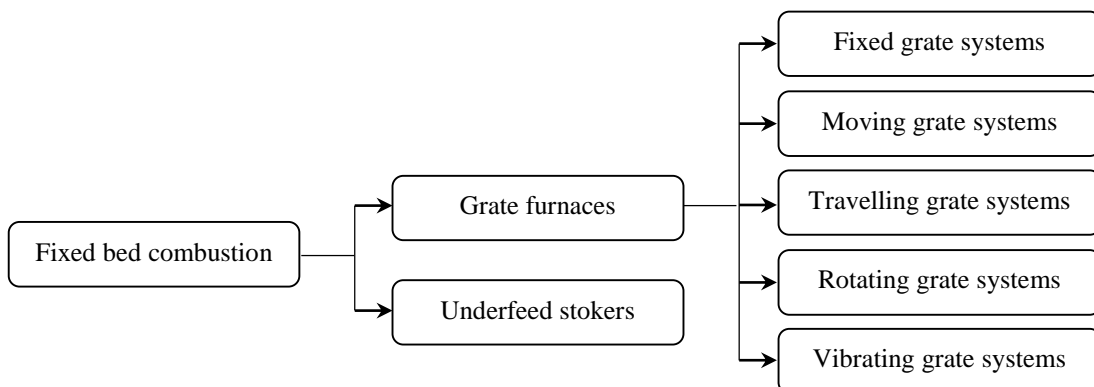 Fixed bed combustion
Grate furnaces
Underfeed stokers
Fixed grate systems
Moving grate systems
Travelling grate systems
Rotating grate systems
Vibrating grate systems